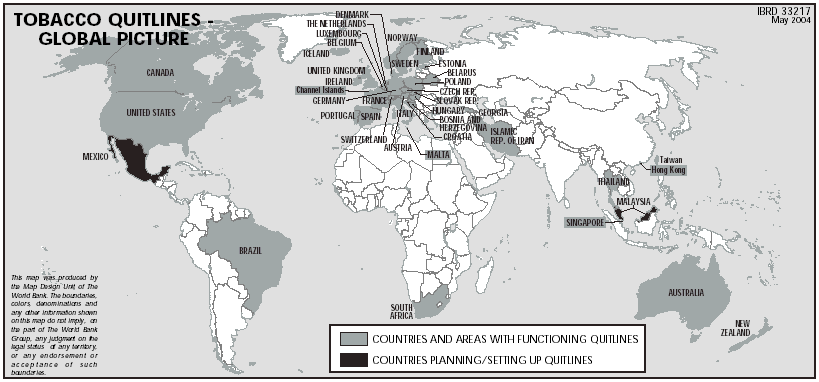 TOBACCO QUITLINES -
GLOBAL PICTURE
IBRD 33217
May 2004
DENMARK
THE NETHERLANDS
LUXEMBOURG
BELGIUM
ICELAND
NORWAY
FINLAND
SWEDEN
ESTONIA
BELARUS
UNITED KINGDOM
IRELAND
Channel Islands
GERMANY
FRANCE
POLAND
CZECH REP.
SLOVAK REP.
HUNGARY
GEORGIA
PORTUGAL
SPAIN
ITALY
BOSNIA AND
HERZEGOVINA
CROATIA
SWITZERLAND
AUSTRIA
MALTA
ISLAMIC
REP. OF IRAN
CANADA
UNITED STATES
MEXICO
Taiwan
Hong Kong
THAILAND
MALAYSIA
SINGAPORE
BRAZIL
SOUTH
AFRICA
AUSTRALIA
NEW
ZEALAND
This map was produced by
the Map Design Unit of The
World Bank. The boundaries,
colors, denominations and
any other information shown
on this map do not imply, on
the part of The World Bank
Group, any judgment on the
legal status of any territory,
or any endorsement or
acceptance of such
boundaries.
COUNTRIES AND AREAS WITH FUNCTIONING QUITLINES
COUNTRIES PLANNING/SETTING UP QUITLINES